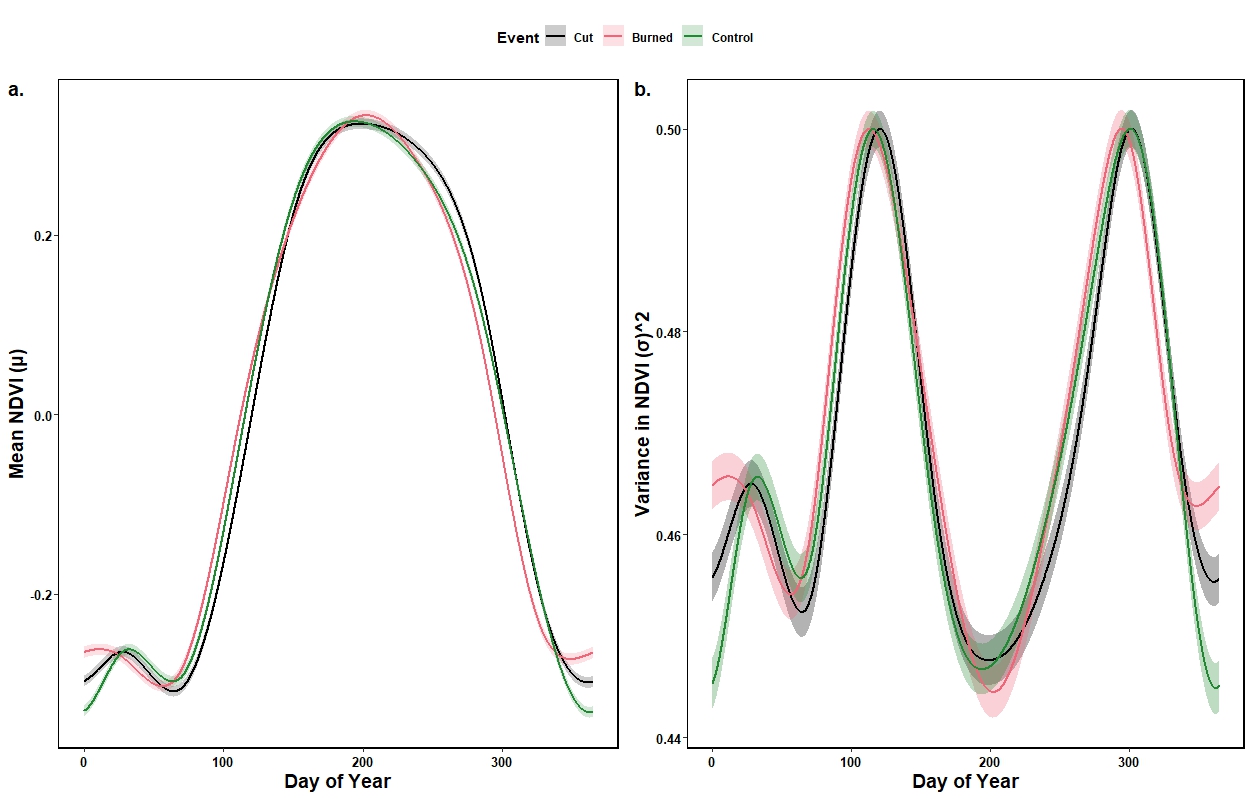 Event Cut Burned Control
a.
Mean NDVI (μ)
0.2
0.0
-0.2
0 100 200 300
Day of Year
b.
Variance in NDVI (σ)^2
0.50
0.48
0.46
0.44
0 100 200 300
Day of Year